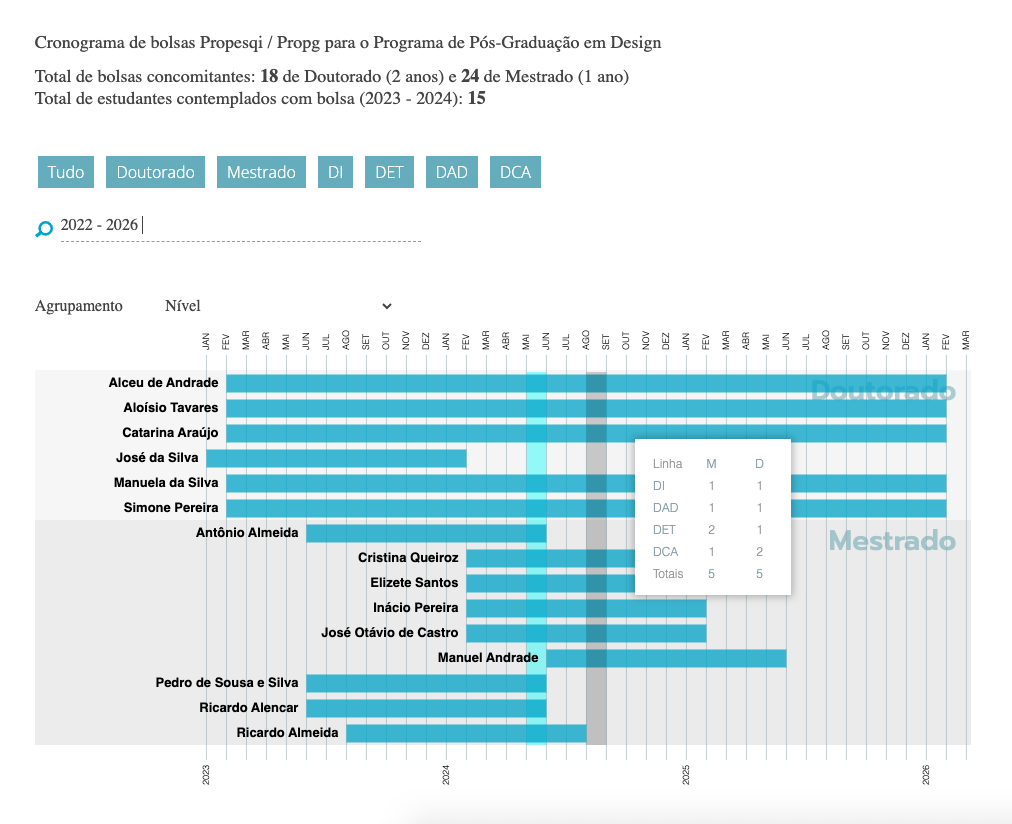 Cronograma de bolsas Propesqi / Propg para o Programa de Pós-Graduação em Design
Total de bolsas concomitantes: 18 de Doutorado (2 anos) e 24 de Mestrado (1 ano)
Total de estudantes contemplados com bolsa (2023 - 2024): 15
Tudo Doutorado Mestrado DI DET DAD DCA
2022 - 2026
Agrupamento Nível
JAN FEV MAR ABR MAI JUN JUL AGO SET OUT NOV DEZ JAN FEV MAR ABR MAI JUN JUL AGO SET OUT NOV DEZ JAN FEV MAR ABR MAI JUN JUL AGO SET OUT NOV DEZ JAN FEV MAR
Doutorado
Alceu de Andrade
Aloísio Tavares
Catarina Araújo
José da Silva
Manuela da Silva
Simone Pereira
Mestrado
Antônio Almeida
Cristina Queiroz
Elizete Santos
Inácio Pereira
José Otávio de Castro
Manuel Andrade
Pedro de Sousa e Silva
Ricardo Alencar
Ricardo Almeida
Linha M D
DI 1 1
DAD 1 1
DET 2 1
DCA 1 2
Totais 5 5
2023 2024 2025 2026